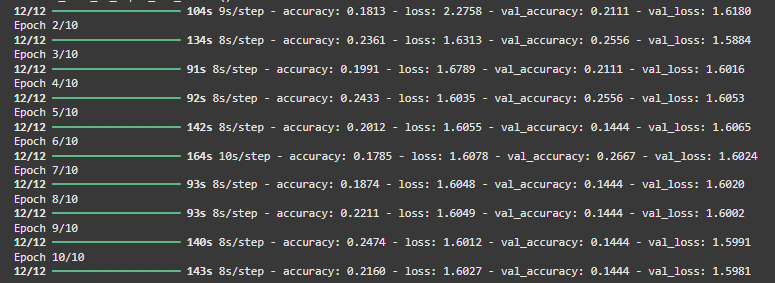 12/12 ━━━━━━━━━━━━━━━━━━━━ 104s 9s/step - accuracy: 0.1813 - loss: 2.2758 - val_accuracy: 0.2111 - val_loss: 1.6180
Epoch 2/10
12/12 ━━━━━━━━━━━━━━━━━━━━ 134s 8s/step - accuracy: 0.2361 - loss: 1.6313 - val_accuracy: 0.2556 - val_loss: 1.5884
Epoch 3/10
12/12 ━━━━━━━━━━━━━━━━━━━━ 91s 8s/step - accuracy: 0.1991 - loss: 1.6789 - val_accuracy: 0.2111 - val_loss: 1.6016
Epoch 4/10
12/12 ━━━━━━━━━━━━━━━━━━━━ 92s 8s/step - accuracy: 0.2433 - loss: 1.6035 - val_accuracy: 0.2556 - val_loss: 1.6053
Epoch 5/10
12/12 ━━━━━━━━━━━━━━━━━━━━ 142s 8s/step - accuracy: 0.2012 - loss: 1.6055 - val_accuracy: 0.1444 - val_loss: 1.6065
Epoch 6/10
12/12 ━━━━━━━━━━━━━━━━━━━━ 164s 10s/step - accuracy: 0.1785 - loss: 1.6078 - val_accuracy: 0.2667 - val_loss: 1.6024
Epoch 7/10
12/12 ━━━━━━━━━━━━━━━━━━━━ 93s 8s/step - accuracy: 0.1874 - loss: 1.6048 - val_accuracy: 0.1444 - val_loss: 1.6020
Epoch 8/10
12/12 ━━━━━━━━━━━━━━━━━━━━ 93s 8s/step - accuracy: 0.2211 - loss: 1.6049 - val_accuracy: 0.1444 - val_loss: 1.6002
Epoch 9/10
12/12 ━━━━━━━━━━━━━━━━━━━━ 140s 8s/step - accuracy: 0.2474 - loss: 1.6012 - val_accuracy: 0.1444 - val_loss: 1.5991
Epoch 10/10
12/12 ━━━━━━━━━━━━━━━━━━━━ 143s 8s/step - accuracy: 0.2160 - loss: 1.6027 - val_accuracy: 0.1444 - val_loss: 1.5981